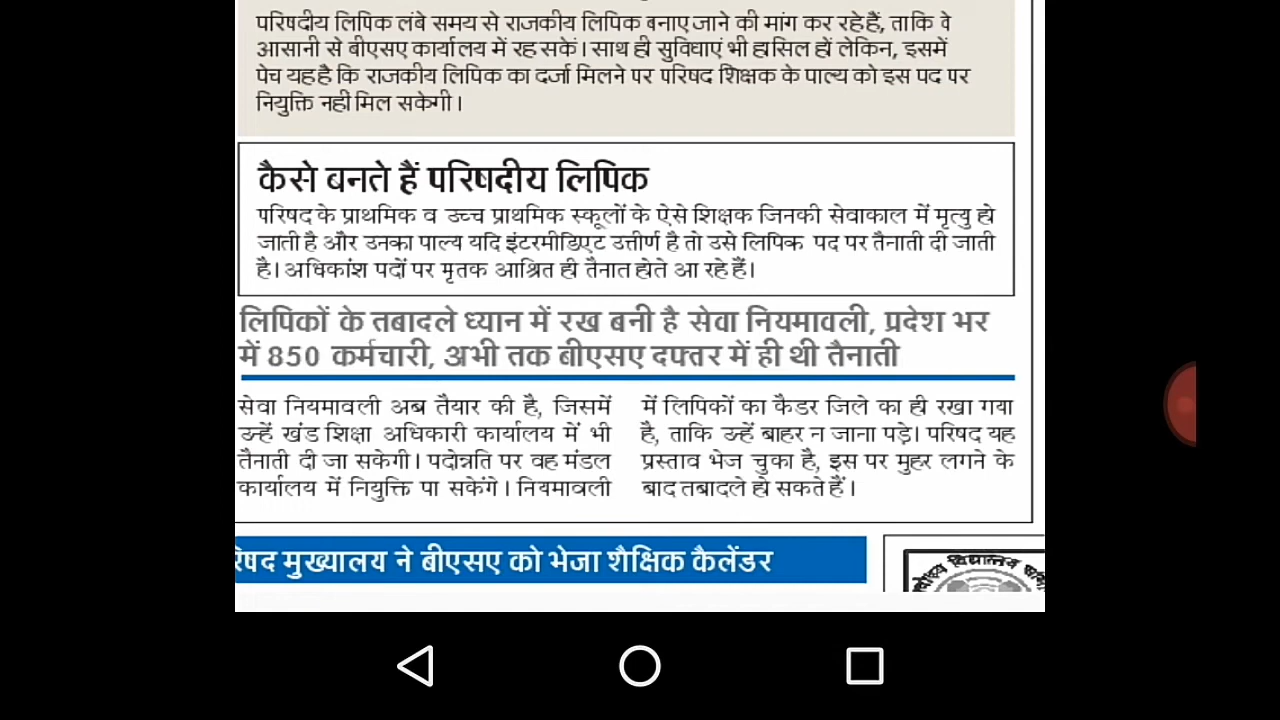 परिषदीय लिपिक लंबे समय से राजकीय लिपिक बनाए जाने की मांग कर रहे हैं, ताकि वे
आसानी से बीएसए कार्यालय में रह सकें। साथ ही सुविधाएं भी हासिल हों लेकिन, इसमें
पेच यह है कि राजकीय लिपिक का दर्जा मिलने पर परिषद शिक्षक के पाल्य को इस पद पर
नियुक्ति नहीं मिल सकेगी।
कैसे बनते हैं परिषदीय लिपिक
परिषद के प्राथमिक व उच्च प्राथमिक स्कूलों के ऐसे शिक्षक जिनकी सेवाकाल में मृत्यु हो
जाती है और उनका पाल्य यदि इंटरमीडिएट उत्तीर्ण है तो उसे लिपिक पद पर तैनाती दी जाती
है। अधिकांश पदों पर मृतक आश्रित ही तैनात होते आ रहे हैं।
लिपिकों के तबादले ध्यान में रख बनी है सेवा नियमावली, प्रदेश भर
में 850 कर्मचारी, अभी तक बीएसए दफ्तर में ही थी तैनाती
सेवा नियमावली अब तैयार की है, जिसमें
उन्हें खंड शिक्षा अधिकारी कार्यालय में भी
तैनाती दी जा सकेगी। पदोन्नति पर वह मंडल
कार्यालय में नियुक्ति पा सकेंगे। नियमावली
में लिपिकों का कैडर जिले का ही रखा गया
है, ताकि उन्हें बाहर न जाना पड़े। परिषद यह
प्रस्ताव भेज चुका है, इस पर मुहर लगने के
बाद तबादले हो सकते हैं।
रिषद मुख्यालय ने बीएसए को भेजा शैक्षिक कैलेंडर